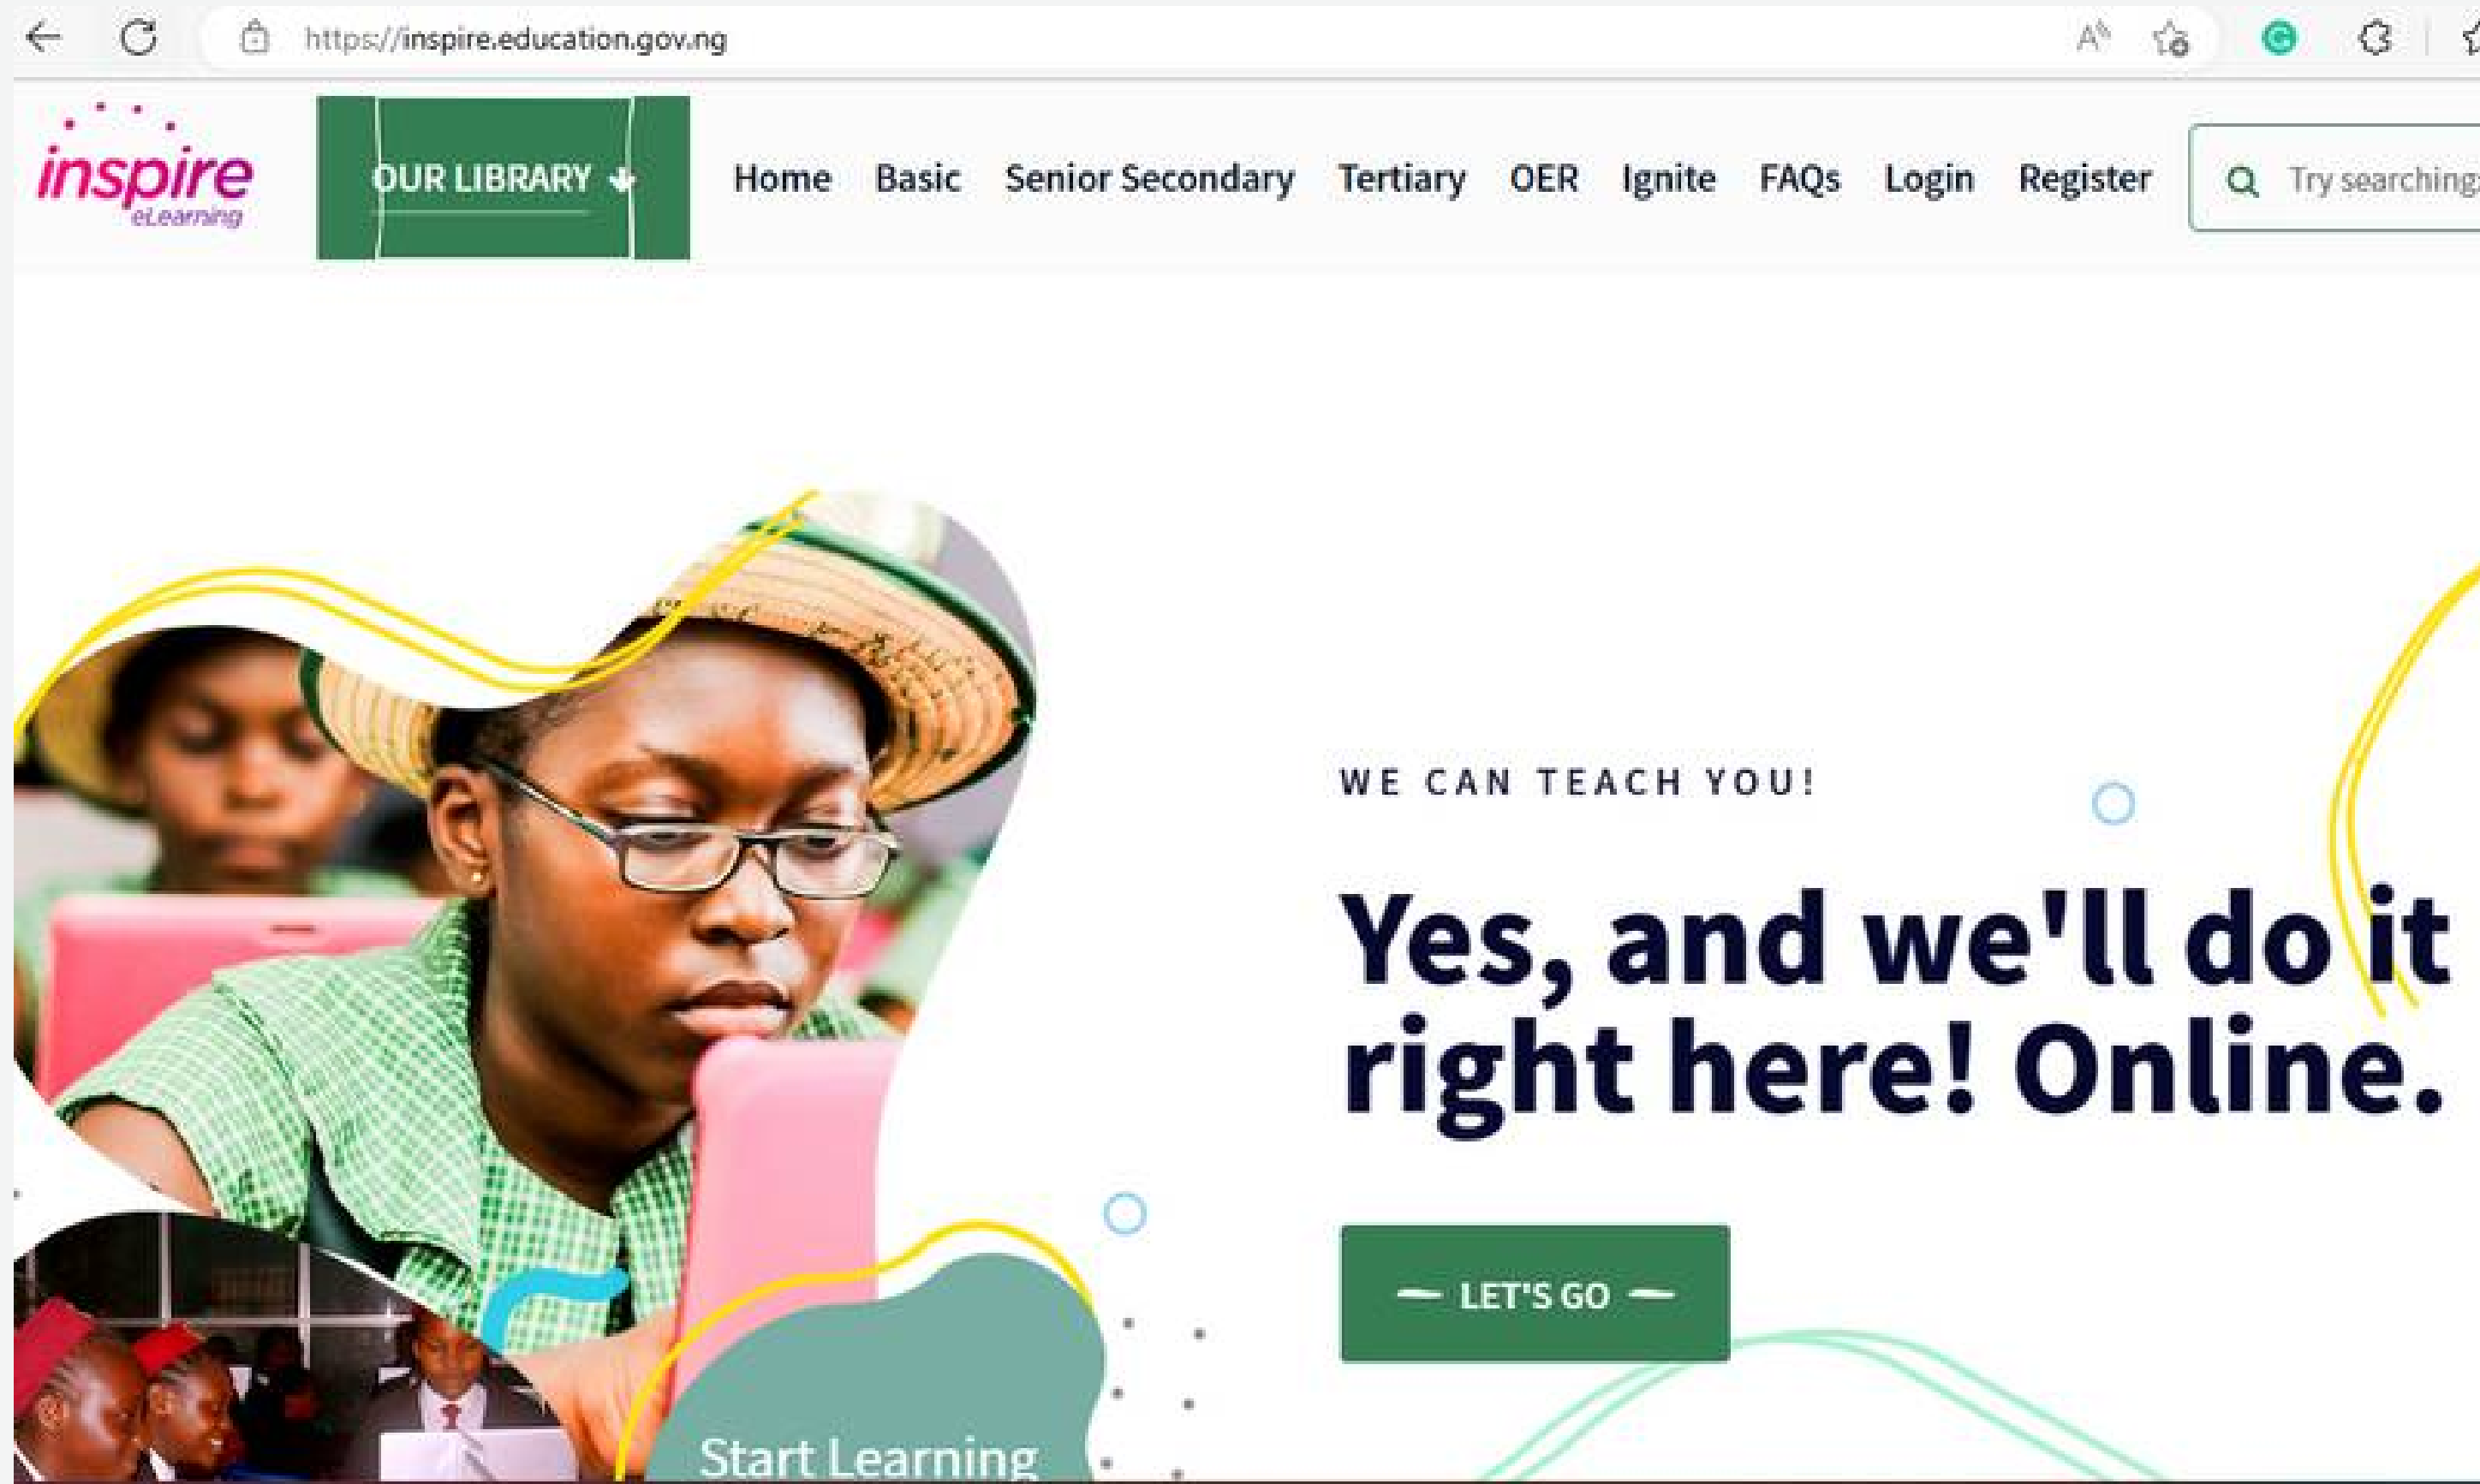 https://inspire.education.gov.ng
inspire
eLearning
OUR LIBRARY
Home Basic Senior Secondary Tertiary OER Ignite FAQs Login Register
Try searching
WE CAN TEACH YOU!
Yes, and we'll do it
right here! Online.
LET'S GO
Start Learning